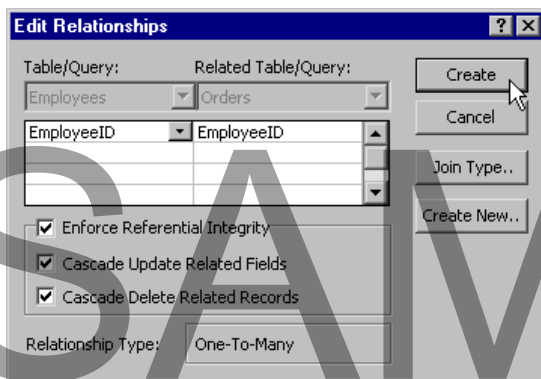 Edit Relationships
Table/Query: Related Table/Query:
Employees Orders
EmployeeID EmployeeID
Enforce Referential Integrity
Cascade Update Related Fields
Cascade Delete Related Records
Relationship Type: One-To-Many
Create
Cancel
Join Type..
Create New..
SAM